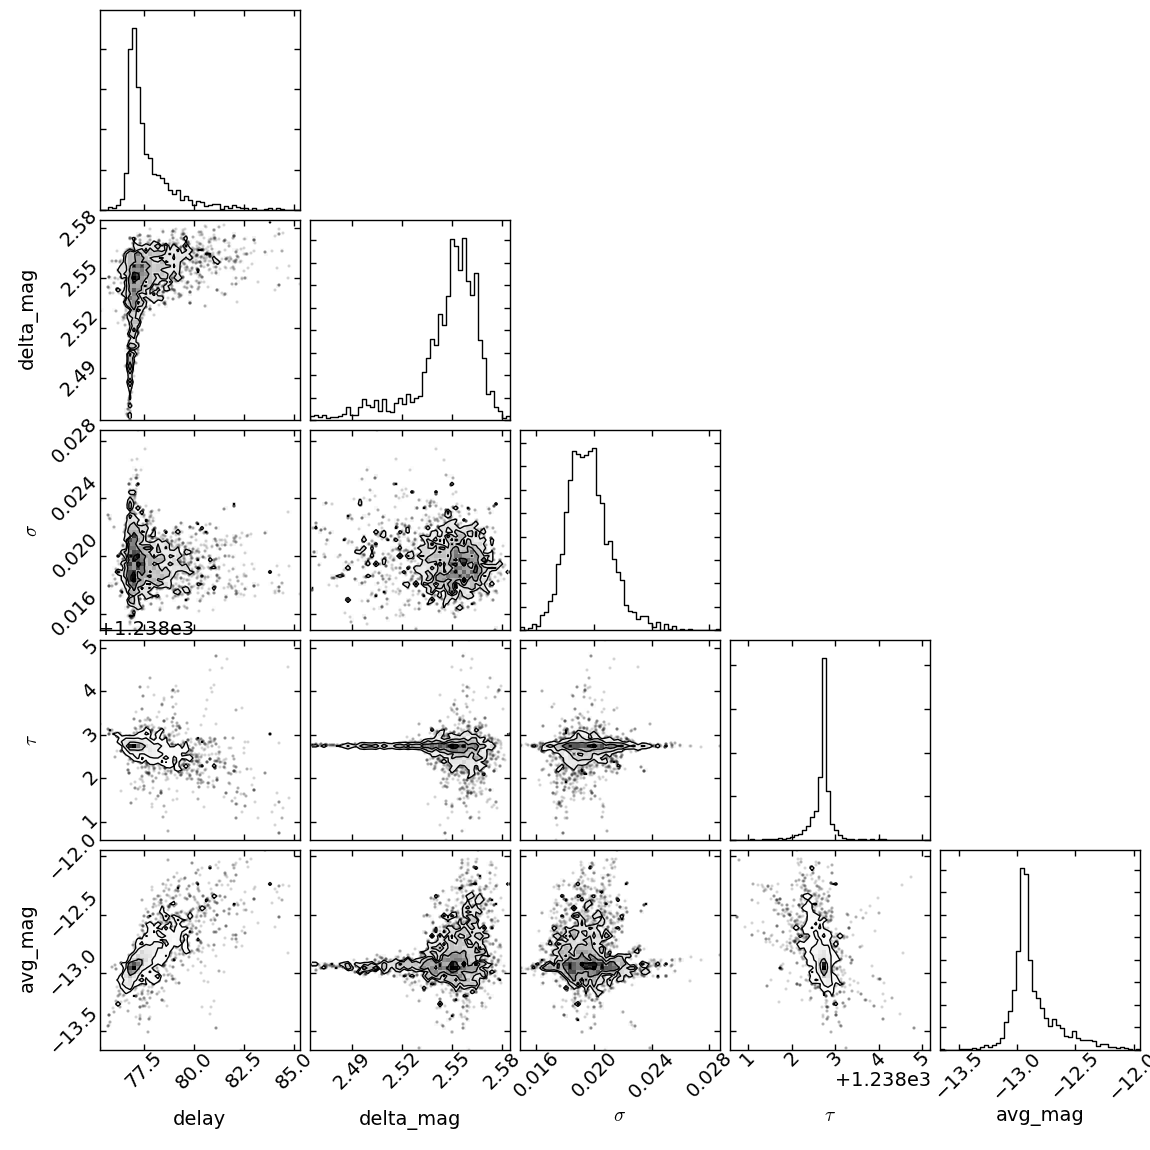 2.58
2.55
2.52
2.49
delta_mag
0.028
0.024
0.020
0.016
σ
+1.238e3
5
4
3
2
1
0
τ
−12.0
−12.5
−13.0
−13.5
avg_mag
77.5 80.0 82.5 85.0
delay
2.49 2.52 2.55 2.58
delta_mag
0.016 0.020 0.024 0.028
σ
1 2 3 4 5
+1.238e3
τ
−13.5 −13.0 −12.5 −12.0
avg_mag